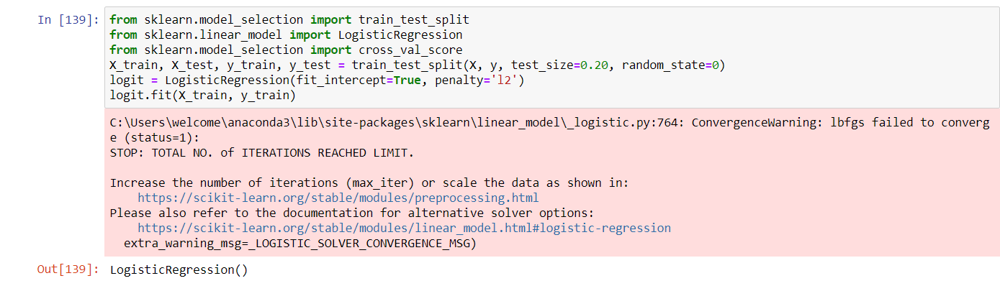 In [139]: from sklearn.model_selection import train_test_split
from sklearn.linear_model import LogisticRegression
from sklearn.model_selection import cross_val_score
X_train, X_test, y_train, y_test = train_test_split(X, y, test_size=0.20, random_state=0)
logit = LogisticRegression(fit_intercept=True, penalty='l2')
logit.fit(X_train, y_train)
C:\Users\welcome\anaconda3\lib\site-packages\sklearn\linear_model\_logistic.py:764: ConvergenceWarning: lbfgs failed to converg
e (status=1):
STOP: TOTAL NO. of ITERATIONS REACHED LIMIT.
Increase the number of iterations (max_iter) or scale the data as shown in:
https://scikit-learn.org/stable/modules/preprocessing.html
Please also refer to the documentation for alternative solver options:
https://scikit-learn.org/stable/modules/linear_model.html#logistic-regression
extra_warning_msg=_LOGISTIC_SOLVER_CONVERGENCE_MSG)
Out[139]: LogisticRegression()